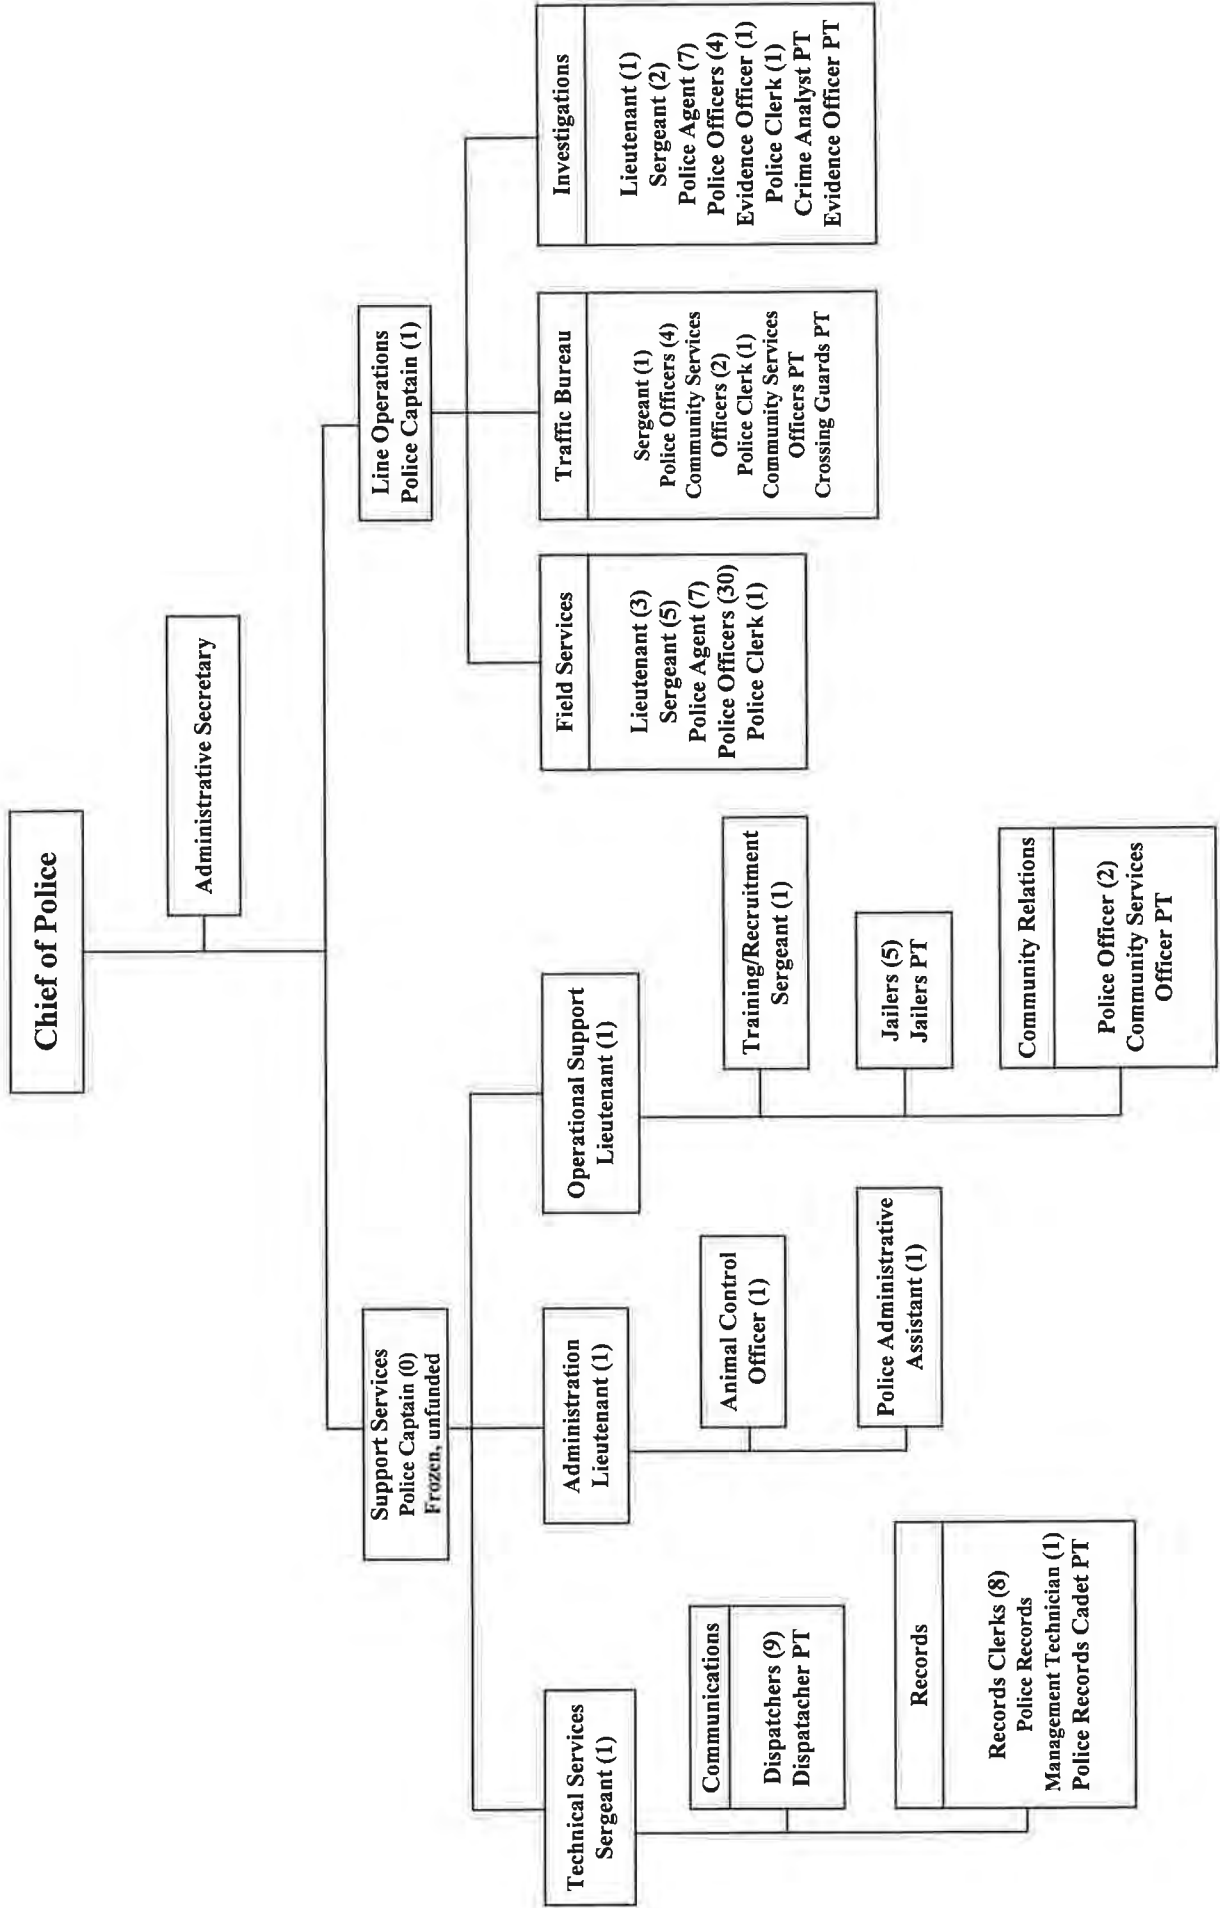 Chief of Police
Administrative Secretary
Support Services
Police Captain (0)
Frozen, unfunded
Line Operations
Police Captain (1)
Technical Services
Sergeant (1)
Administration
Lieutenant (1)
Operational Support
Lieutenant (1)
Field Services
Lieutenant (3)
Sergeant (5)
Police Agent (7)
Police Officers (30)
Police Clerk (1)
Traffic Bureau
Sergeant (1)
Police Officers (4)
Community Services
Officers (2)
Police Clerk (1)
Community Services
Officers PT
Crossing Guards PT
Investigations
Lieutenant (1)
Sergeant (2)
Police Agent (7)
Police Officers (4)
Evidence Officer (1)
Police Clerk (1)
Crime Analyst PT
Evidence Officer PT
Communications
Dispatchers (9)
Dispatacher PT
Records
Records Clerks (8)
Police Records
Management Technician (1)
Police Records Cadet PT
Animal Control
Officer (1)
Police Administrative
Assistant (1)
Training/Recruitment
Sergeant (1)
Jailers (5)
Jailers PT
Community Relations
Police Officer (2)
Community Services
Officer PT